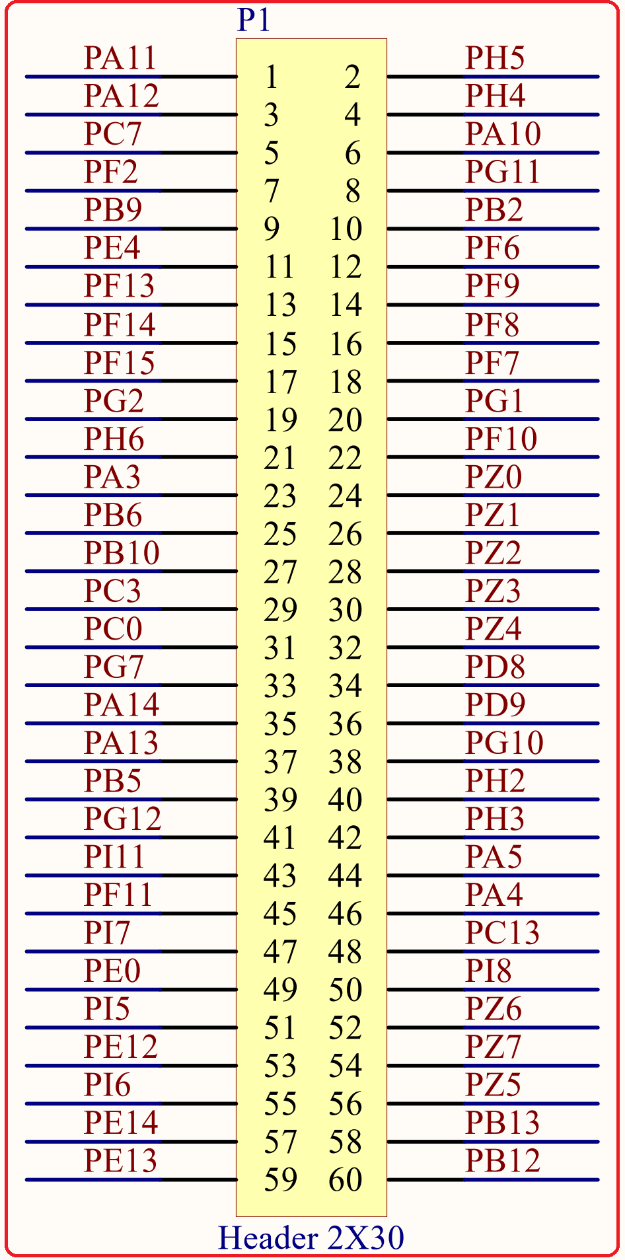 P1
PA11 1 2 PH5
PA12 3 4 PH4
PC7 5 6 PA10
PF2 7 8 PG11
PB9 9 10 PB2
PE4 11 12 PF6
PF13 13 14 PF9
PF14 15 16 PF8
PF15 17 18 PF7
PG2 19 20 PG1
PH6 21 22 PF10
PA3 23 24 PZ0
PB6 25 26 PZ1
PB10 27 28 PZ2
PC3 29 30 PZ3
PC0 31 32 PZ4
PG7 33 34 PD8
PA14 35 36 PD9
PA13 37 38 PG10
PB5 39 40 PH2
PG12 41 42 PH3
PI11 43 44 PA5
PF11 45 46 PA4
PI7 47 48 PC13
PE0 49 50 PI8
PI5 51 52 PZ6
PE12 53 54 PZ7
PI6 55 56 PZ5
PE14 57 58 PB13
PE13 59 60 PB12
Header 2X30